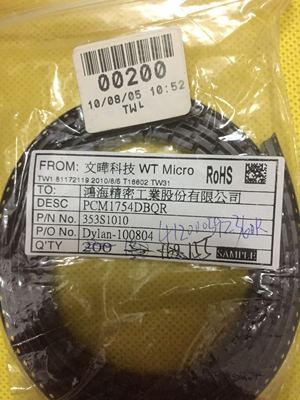 00200
10/08/05 10:52
TWL
FROM: 文曄科技 WT Micro RoHS
TW1 81172119 2010/8/5 T16602 TW31
TO: 鴻海精密工業股份有限公司
DESC PCM1754DBQR
P/N No. 353S1010
P/O No. Dylan-100804
Q'TY 200 169 155 SAMPLE